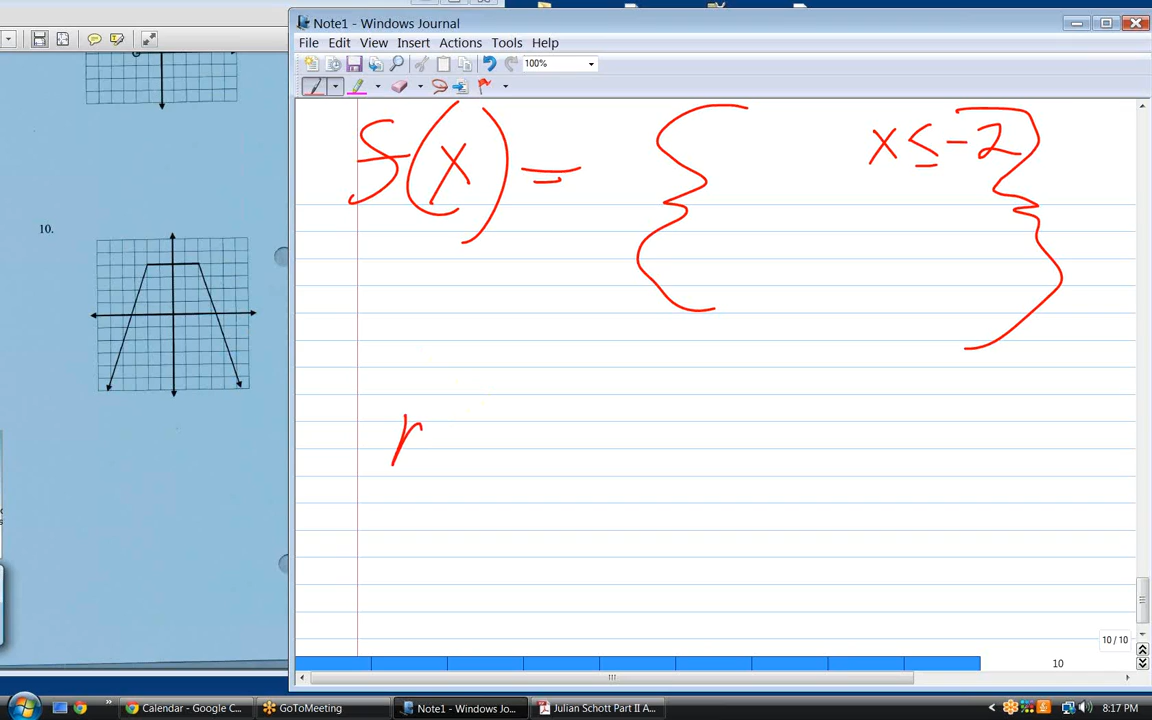 Note1 - Windows Journal
File Edit View Insert Actions Tools Help
100%
f(x) = { x ≤ -2 }
10.
r
10 / 10
10
Calendar - Google C...
GoToMeeting
Note1 - Windows Jo...
Julian Schott Part II A...
8:17 PM